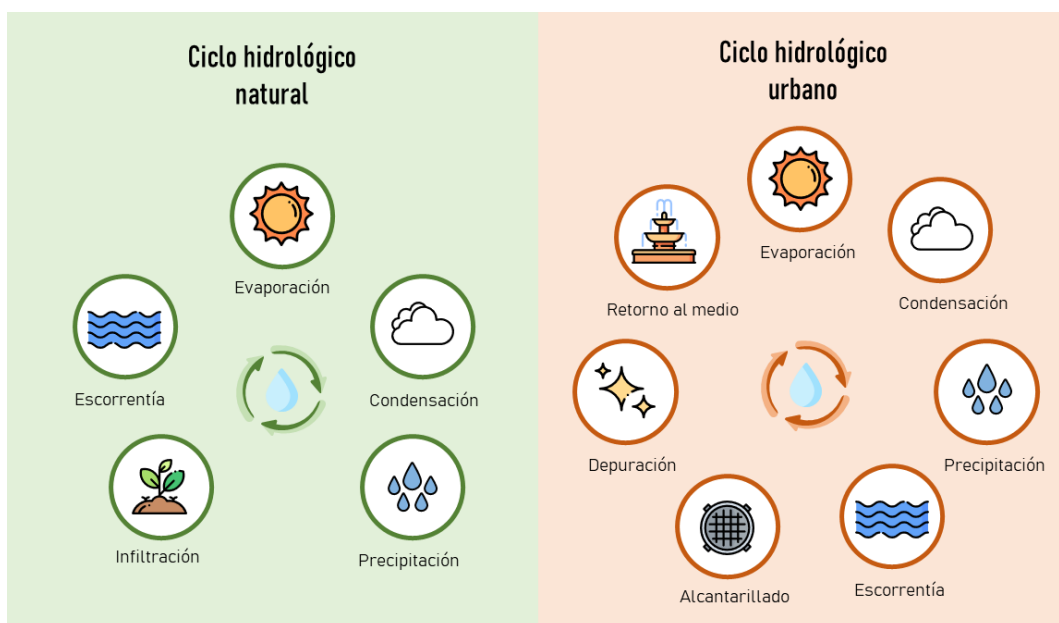 Ciclo hidrológico
natural
Evaporación
Condensación
Precipitación
Infiltración
Escorrentía
Ciclo hidrológico
urbano
Evaporación
Condensación
Precipitación
Escorrentía
Alcantarillado
Depuración
Retorno al medio